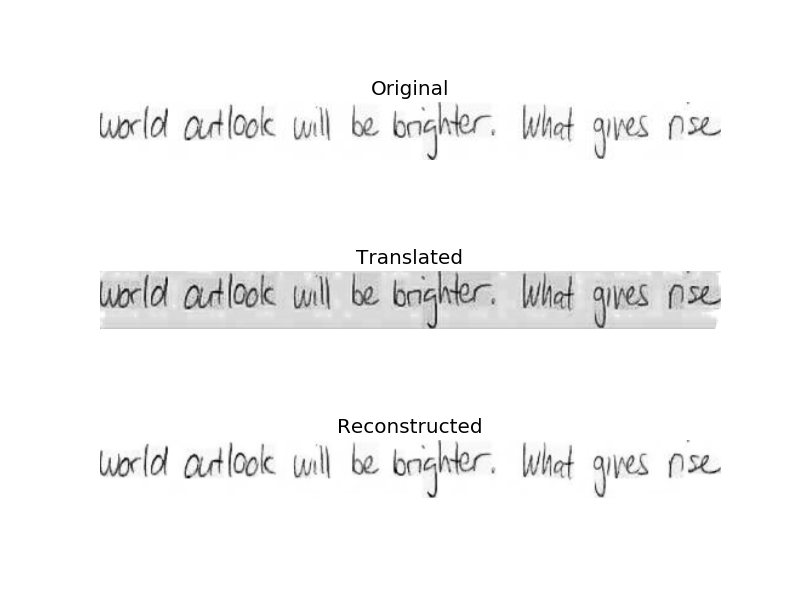 Original
world outlook will be brighter. What gives rise
Translated
world outlook will be brighter. What gives rise
Reconstructed
world outlook will be brighter. What gives rise